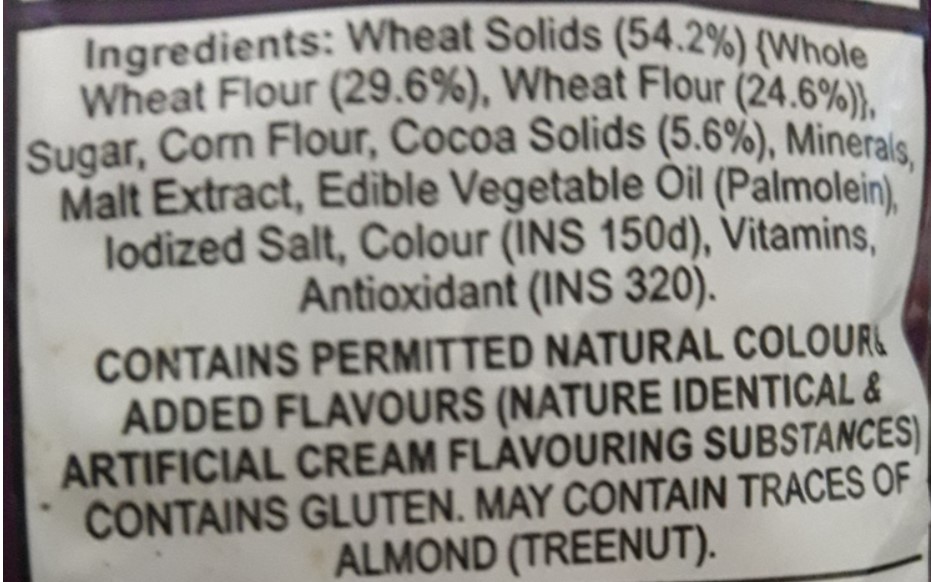 Ingredients: Wheat Solids (54.2%) {Whole
Wheat Flour (29.6%), Wheat Flour (24.6%)},
Sugar, Corn Flour, Cocoa Solids (5.6%), Minerals,
Malt Extract, Edible Vegetable Oil (Palmolein),
Iodized Salt, Colour (INS 150d), Vitamins,
Antioxidant (INS 320).
CONTAINS PERMITTED NATURAL COLOUR&
ADDED FLAVOURS (NATURE IDENTICAL &
ARTIFICIAL CREAM FLAVOURING SUBSTANCES)
CONTAINS GLUTEN. MAY CONTAIN TRACES OF
ALMOND (TREENUT).